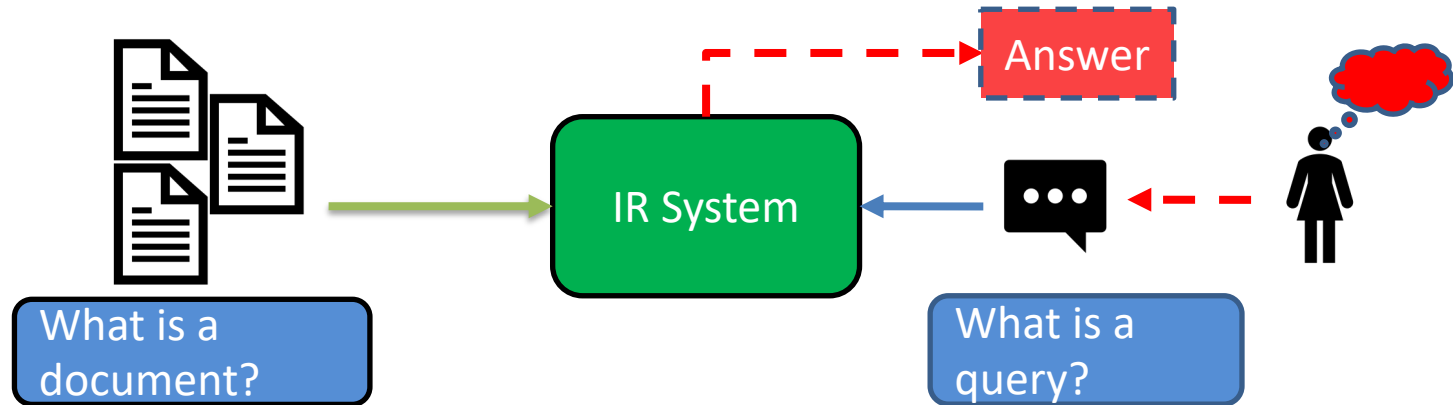 Answer
IR System
What is a
document?
What is a
query?